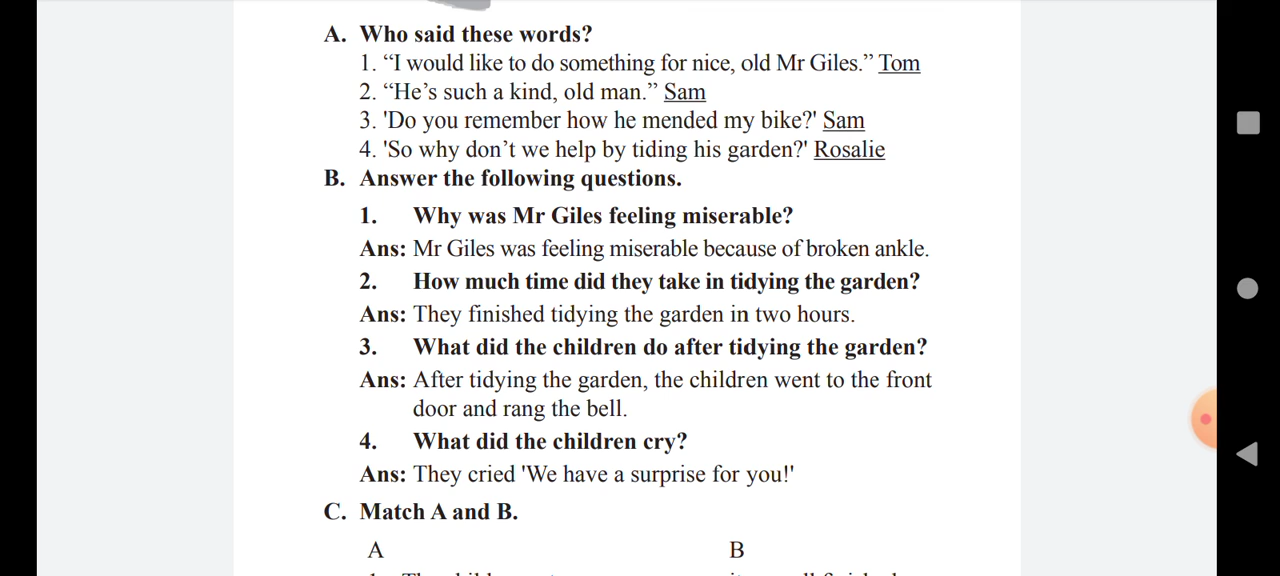 A. Who said these words?
1. “I would like to do something for nice, old Mr Giles.” Tom
2. “He’s such a kind, old man.” Sam
3. 'Do you remember how he mended my bike?' Sam
4. 'So why don’t we help by tiding his garden?' Rosalie
B. Answer the following questions.
1. Why was Mr Giles feeling miserable?
Ans: Mr Giles was feeling miserable because of broken ankle.
2. How much time did they take in tidying the garden?
Ans: They finished tidying the garden in two hours.
3. What did the children do after tidying the garden?
Ans: After tidying the garden, the children went to the front
door and rang the bell.
4. What did the children cry?
Ans: They cried 'We have a surprise for you!'
C. Match A and B.
A B